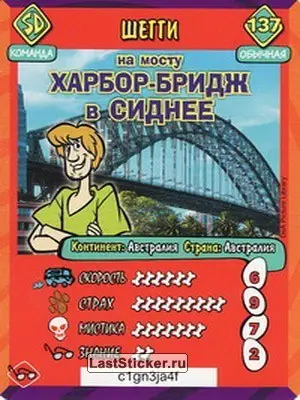 SD
ШЕГГИ
137
КОМАНДА
ОБЫЧНАЯ
на мосту
ХАРБОР-БРИДЖ
в СИДНЕЕ
Континент: Австралия Страна: Австралия
СКОРОСТЬ 6
СТРАХ 9
МИСТИКА 7
ЗНАНИЕ 2
LastSticker.ru
c1gn3ja4f